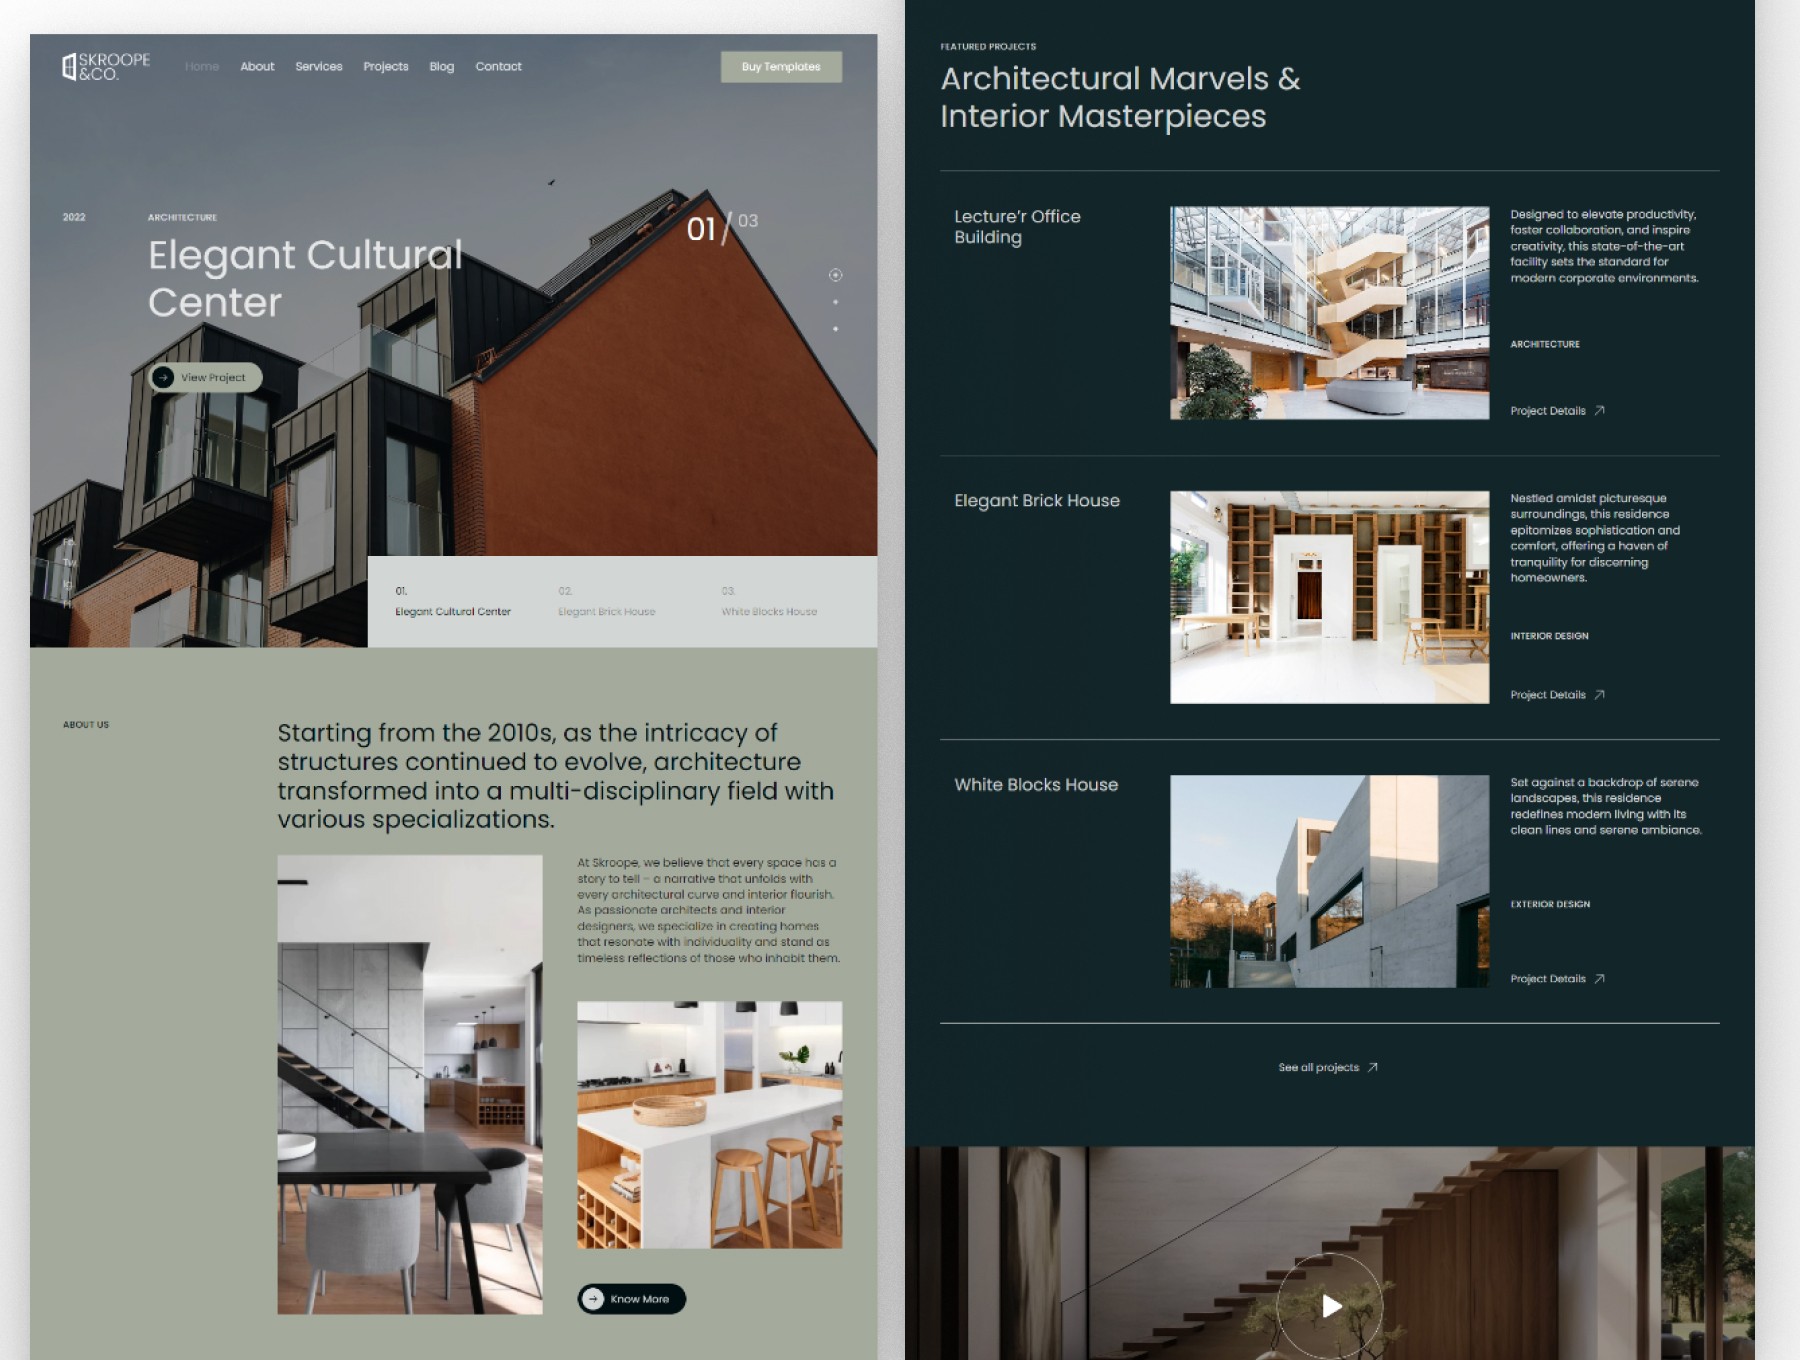 SKROOPE
&CO.
Home About Services Projects Blog Contact
Buy Templates
2022
ARCHITECTURE
Elegant Cultural
Center
01 / 03
View Project
Fb.
Tw.
Ig.
01.
Elegant Cultural Center
02.
Elegant Brick House
03.
White Blocks House
ABOUT US
Starting from the 2010s, as the intricacy of
structures continued to evolve, architecture
transformed into a multi-disciplinary field with
various specializations.
At Skroope, we believe that every space has a
story to tell – a narrative that unfolds with
every architectural curve and interior flourish.
As passionate architects and interior
designers, we specialize in creating homes
that resonate with individuality and stand as
timeless reflections of those who inhabit them.
Know More
FEATURED PROJECTS
Architectural Marvels &
Interior Masterpieces
Lecture'r Office
Building
Designed to elevate productivity,
foster collaboration, and inspire
creativity, this state-of-the-art
facility sets the standard for
modern corporate environments.
ARCHITECTURE
Project Details
Elegant Brick House
Nestled amidst picturesque
surroundings, this residence
epitomizes sophistication and
comfort, offering a haven of
tranquility for discerning
homeowners.
INTERIOR DESIGN
Project Details
White Blocks House
Set against a backdrop of serene
landscapes, this residence
redefines modern living with its
clean lines and serene ambiance.
EXTERIOR DESIGN
Project Details
See all projects